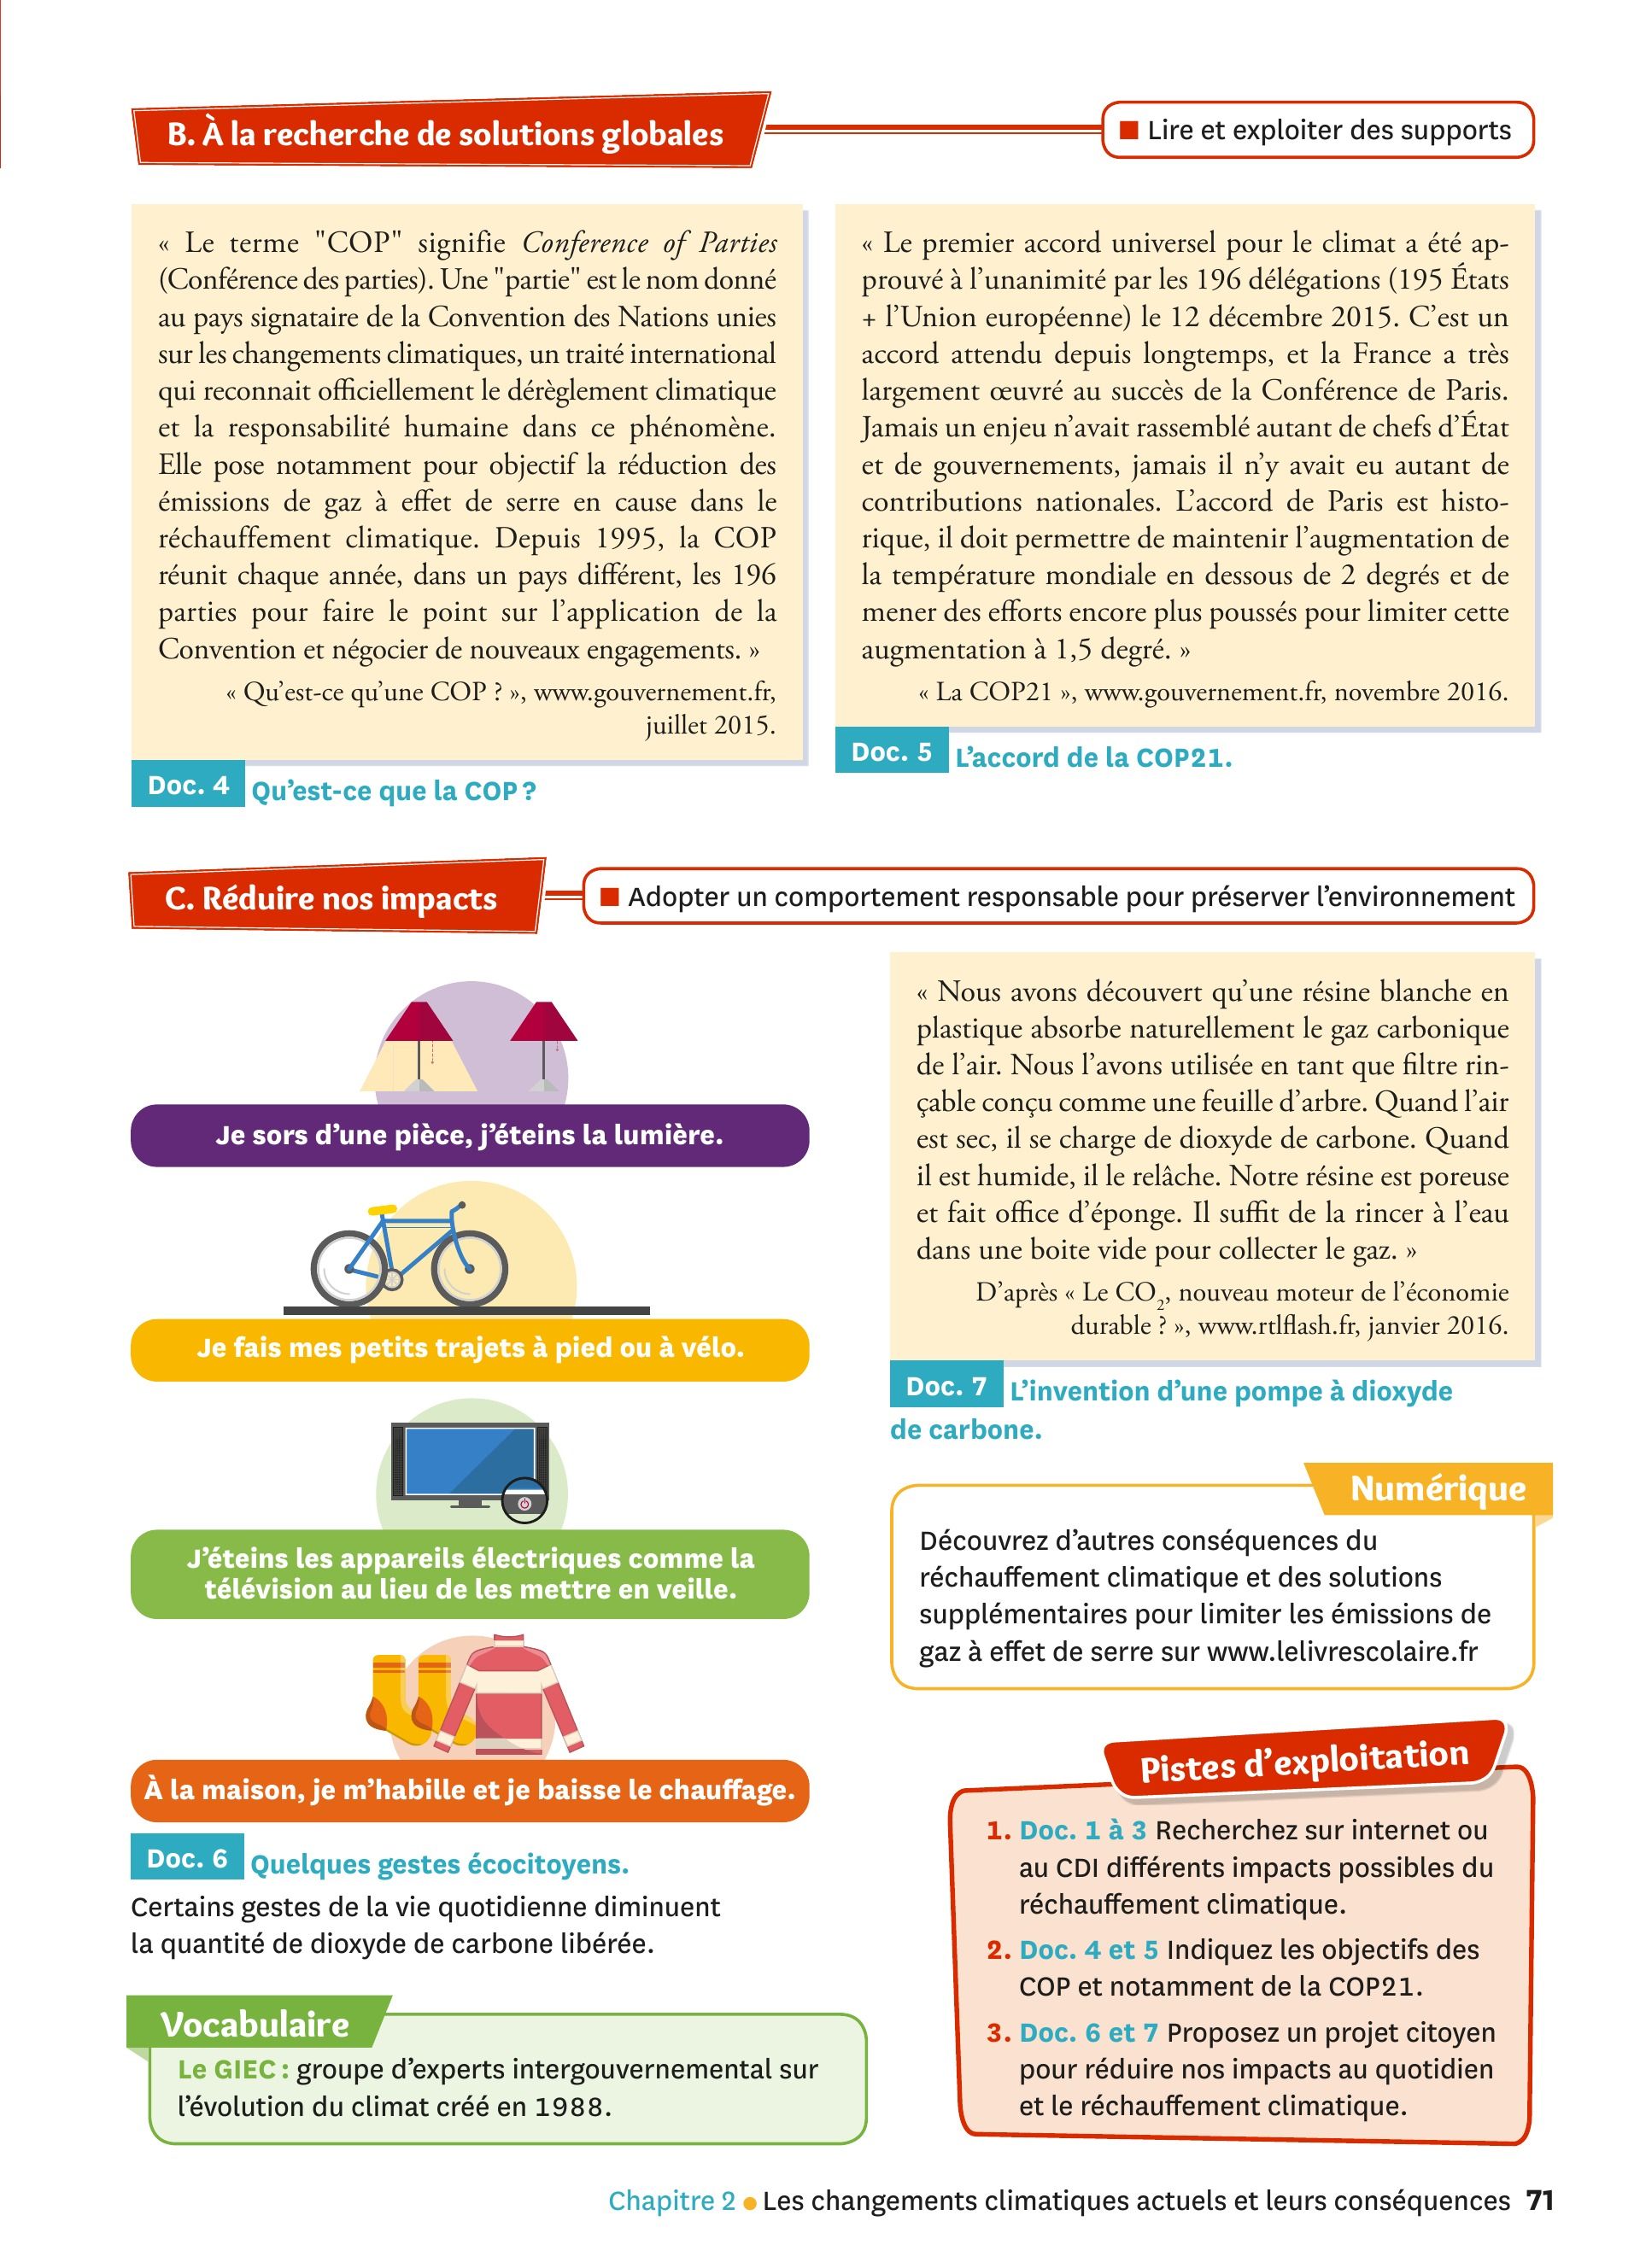 B. À la recherche de solutions globales
■ Lire et exploiter des supports
« Le terme "COP" signifie Conference of Parties
(Conférence des parties). Une "partie" est le nom donné
au pays signataire de la Convention des Nations unies
sur les changements climatiques, un traité international
qui reconnait officiellement le dérèglement climatique
et la responsabilité humaine dans ce phénomène.
Elle pose notamment pour objectif la réduction des
émissions de gaz à effet de serre en cause dans le
réchauffement climatique. Depuis 1995, la COP
réunit chaque année, dans un pays différent, les 196
parties pour faire le point sur l'application de la
Convention et négocier de nouveaux engagements. »
« Qu'est-ce qu'une COP ? », www.gouvernement.fr,
juillet 2015.
Doc. 4 Qu'est-ce que la COP ?
« Le premier accord universel pour le climat a été ap-
prouvé à l'unanimité par les 196 délégations (195 États
+ l'Union européenne) le 12 décembre 2015. C'est un
accord attendu depuis longtemps, et la France a très
largement œuvré au succès de la Conférence de Paris.
Jamais un enjeu n'avait rassemblé autant de chefs d'État
et de gouvernements, jamais il n'y avait eu autant de
contributions nationales. L'accord de Paris est histo-
rique, il doit permettre de maintenir l'augmentation de
la température mondiale en dessous de 2 degrés et de
mener des efforts encore plus poussés pour limiter cette
augmentation à 1,5 degré. »
« La COP21 », www.gouvernement.fr, novembre 2016.
Doc. 5 L'accord de la COP21.
C. Réduire nos impacts
■ Adopter un comportement responsable pour préserver l'environnement
Je sors d'une pièce, j'éteins la lumière.
Je fais mes petits trajets à pied ou à vélo.
J'éteins les appareils électriques comme la
télévision au lieu de les mettre en veille.
À la maison, je m'habille et je baisse le chauffage.
Doc. 6 Quelques gestes écocitoyens.
Certains gestes de la vie quotidienne diminuent
la quantité de dioxyde de carbone libérée.
Vocabulaire
Le GIEC : groupe d'experts intergouvernemental sur
l'évolution du climat créé en 1988.
« Nous avons découvert qu'une résine blanche en
plastique absorbe naturellement le gaz carbonique
de l'air. Nous l'avons utilisée en tant que filtre rin-
çable conçu comme une feuille d'arbre. Quand l'air
est sec, il se charge de dioxyde de carbone. Quand
il est humide, il le relâche. Notre résine est poreuse
et fait office d'éponge. Il suffit de la rincer à l'eau
dans une boite vide pour collecter le gaz. »
D'après « Le CO₂, nouveau moteur de l'économie
durable ? », www.rtlflash.fr, janvier 2016.
Doc. 7 L'invention d'une pompe à dioxyde
de carbone.
Numérique
Découvrez d'autres conséquences du
réchauffement climatique et des solutions
supplémentaires pour limiter les émissions de
gaz à effet de serre sur www.lelivrescolaire.fr
Pistes d'exploitation
1. Doc. 1 à 3 Recherchez sur internet ou
au CDI différents impacts possibles du
réchauffement climatique.
2. Doc. 4 et 5 Indiquez les objectifs des
COP et notamment de la COP21.
3. Doc. 6 et 7 Proposez un projet citoyen
pour réduire nos impacts au quotidien
et le réchauffement climatique.
Chapitre 2 • Les changements climatiques actuels et leurs conséquences 71